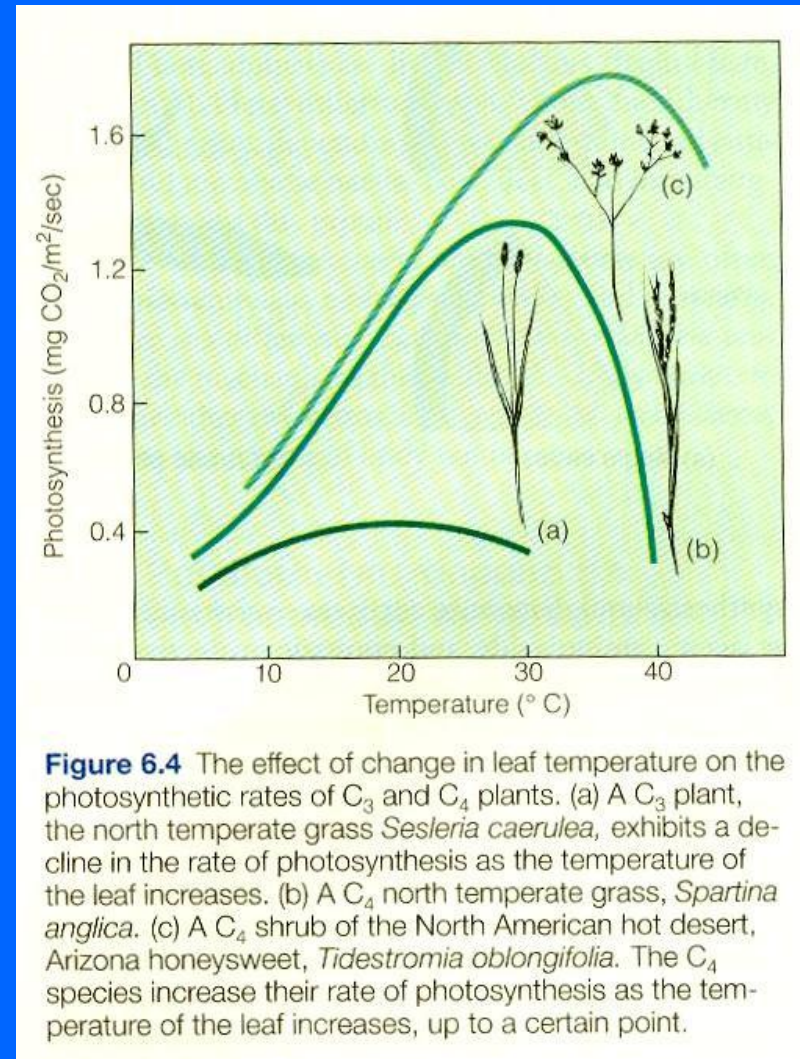 1.6
1.2
0.8
0.4
0
10
20
30
40
Photosynthesis (mg CO₂/m²/sec)
Temperature (° C)
(a)
(b)
(c)
Figure 6.4 The effect of change in leaf temperature on the
photosynthetic rates of C₃ and C₄ plants. (a) A C₃ plant,
the north temperate grass Sesleria caerulea, exhibits a de-
cline in the rate of photosynthesis as the temperature of
the leaf increases. (b) A C₄ north temperate grass, Spartina
anglica. (c) A C₄ shrub of the North American hot desert,
Arizona honeysweet, Tidestromia oblongifolia. The C₄
species increase their rate of photosynthesis as the tem-
perature of the leaf increases, up to a certain point.